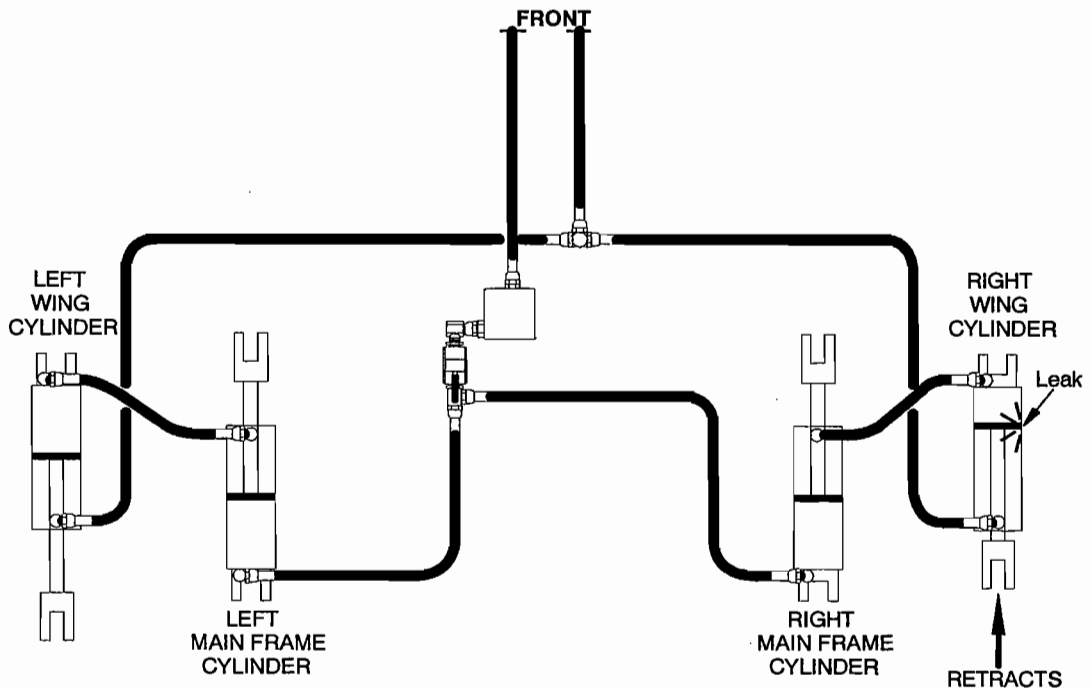 FRONT
LEFT
WING
CYLINDER
RIGHT
WING
CYLINDER
Leak
LEFT
MAIN FRAME
CYLINDER
RIGHT
MAIN FRAME
CYLINDER
RETRACTS